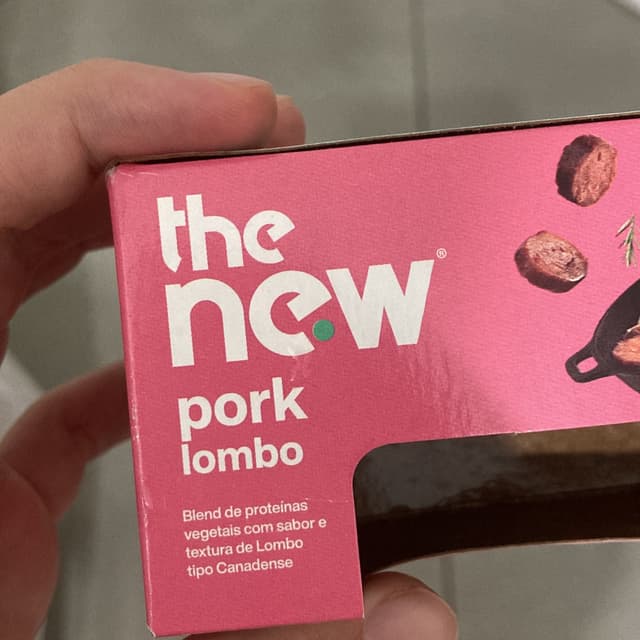 the
new®
pork
lombo
Blend de proteínas
vegetais com sabor e
textura de Lombo
tipo Canadense